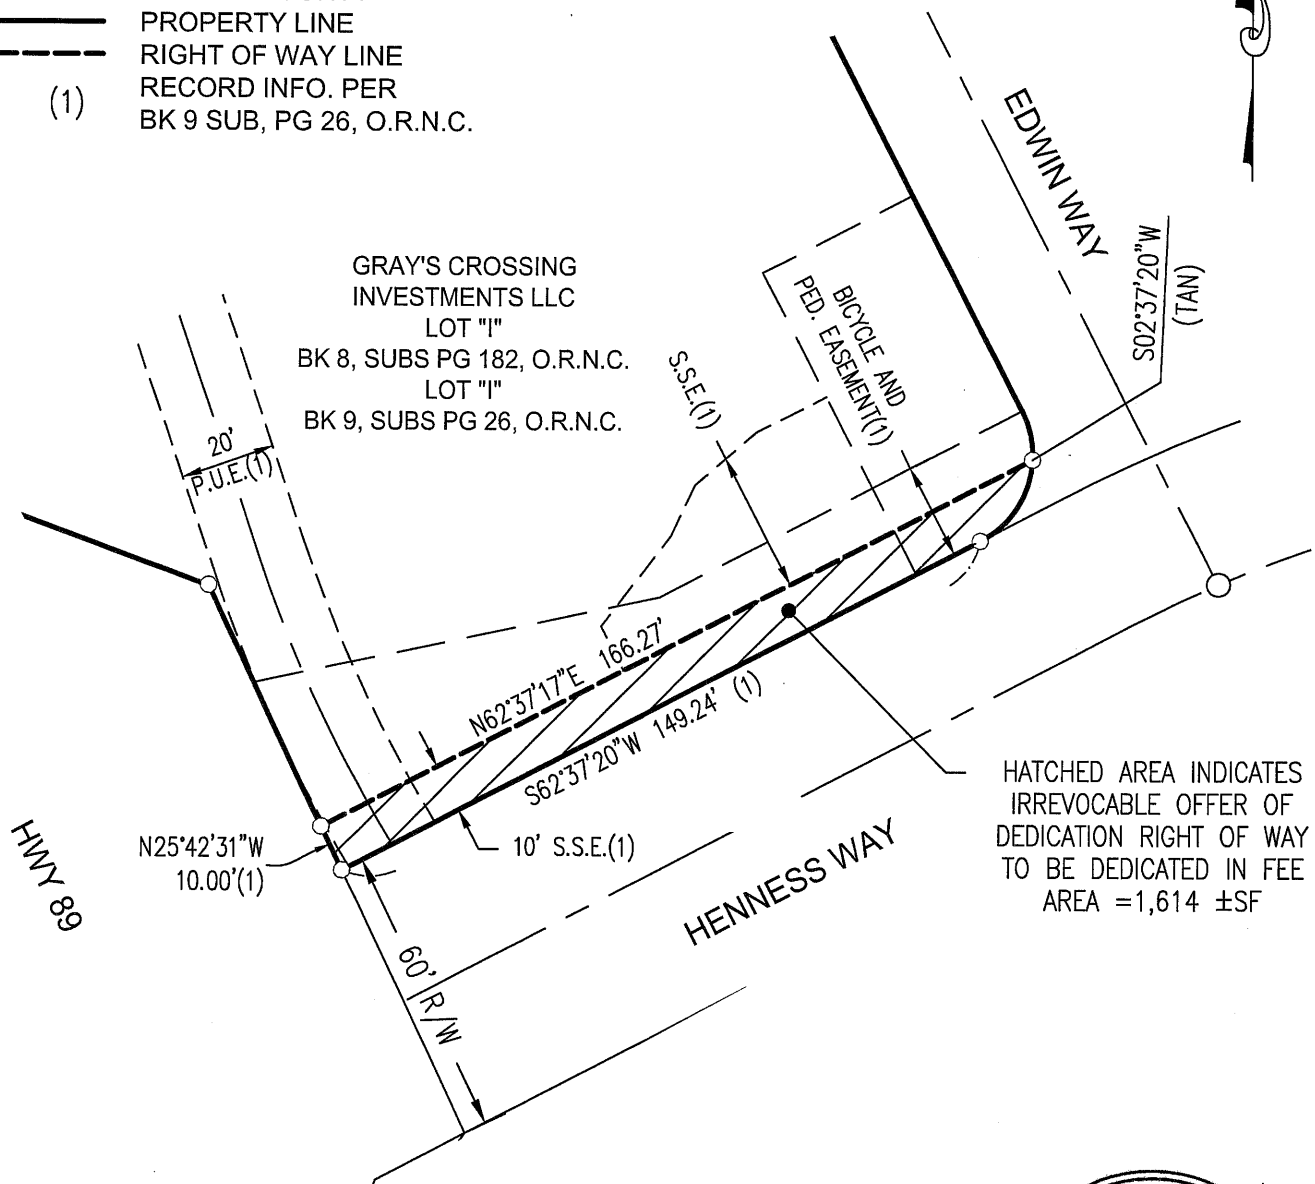 PROPERTY LINE
RIGHT OF WAY LINE
(1)
RECORD INFO. PER
BK 9 SUB, PG 26, O.R.N.C.
EDWIN WAY
S02°37'20"W
(TAN)
GRAY'S CROSSING
INVESTMENTS LLC
LOT "I"
BK 8, SUBS PG 182, O.R.N.C.
LOT "I"
BK 9, SUBS PG 26, O.R.N.C.
BICYCLE AND
PED. EASEMENT(1)
S.S.E.(1)
20'
P.U.E.(1)
N62°37'17"E 166.27'
S62°37'20"W 149.24' (1)
N25°42'31"W
10.00'(1)
10' S.S.E.(1)
HWY 89
60' R/W
HENNESS WAY
HATCHED AREA INDICATES
IRREVOCABLE OFFER OF
DEDICATION RIGHT OF WAY
TO BE DEDICATED IN FEE
AREA =1,614 ±SF